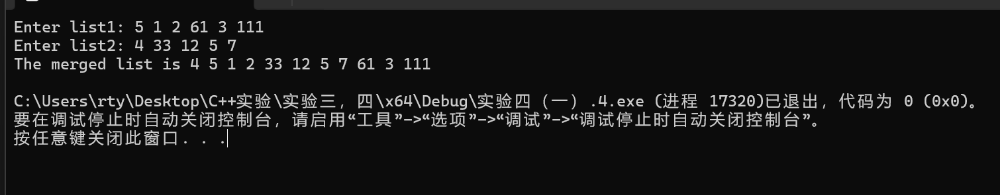 Enter list1: 5 1 2 61 3 111
Enter list2: 4 33 12 5 7
The merged list is 4 5 1 2 33 12 5 7 61 3 111
C:\Users\rty\Desktop\C++实验\实验三，四\x64\Debug\实验四（一）.4.exe (进程 17320)已退出，代码为 0 (0x0)。
要在调试停止时自动关闭控制台，请启用“工具”->“选项”->“调试”->“调试停止时自动关闭控制台”。
按任意键关闭此窗口. . .